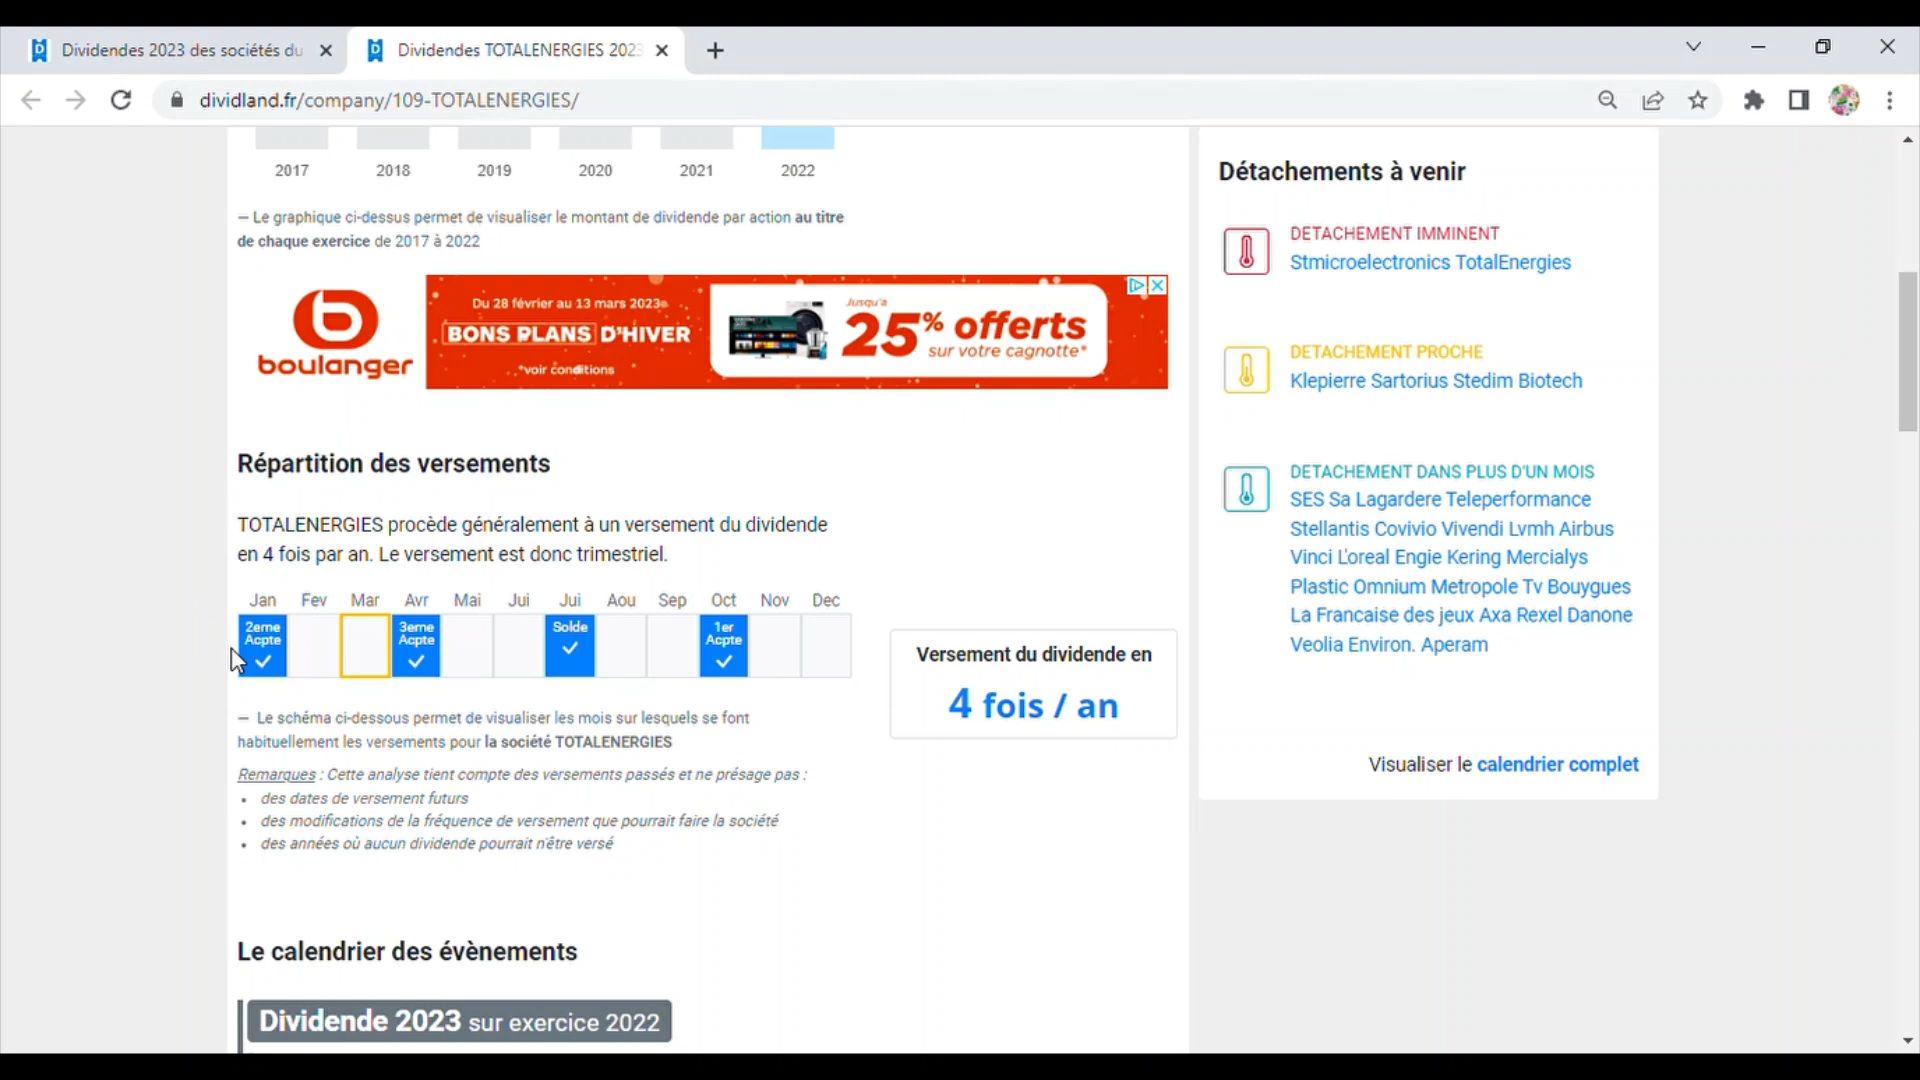 Dividendes 2023 des sociétés du
Dividendes TOTALENERGIES 2023
dividland.fr/company/109-TOTALENERGIES/
2017 2018 2019 2020 2021 2022
— Le graphique ci-dessus permet de visualiser le montant de dividende par action au titre
de chaque exercice de 2017 à 2022
boulanger
Du 28 février au 13 mars 2023
BONS PLANS D'HIVER
*voir conditions
Jusqu'à
25% offerts
sur votre cagnotte*
Répartition des versements
TOTALENERGIES procède généralement à un versement du dividende
en 4 fois par an. Le versement est donc trimestriel.
Jan Fev Mar Avr Mai Jui Jui Aou Sep Oct Nov Dec
2eme
Acpte
3eme
Acpte
Solde
1er
Acpte
Versement du dividende en
4 fois / an
— Le schéma ci-dessous permet de visualiser les mois sur lesquels se font
habituellement les versements pour la société TOTALENERGIES
Remarques : Cette analyse tient compte des versements passés et ne présage pas :
• des dates de versement futurs
• des modifications de la fréquence de versement que pourrait faire la société
• des années où aucun dividende pourrait n'être versé
Le calendrier des évènements
Dividende 2023 sur exercice 2022
Détachements à venir
DETACHEMENT IMMINENT
Stmicroelectronics TotalEnergies
DETACHEMENT PROCHE
Klepierre Sartorius Stedim Biotech
DETACHEMENT DANS PLUS D'UN MOIS
SES Sa Lagardere Teleperformance
Stellantis Covivio Vivendi Lvmh Airbus
Vinci L'oreal Engie Kering Mercialys
Plastic Omnium Metropole Tv Bouygues
La Francaise des jeux Axa Rexel Danone
Veolia Environ. Aperam
Visualiser le calendrier complet